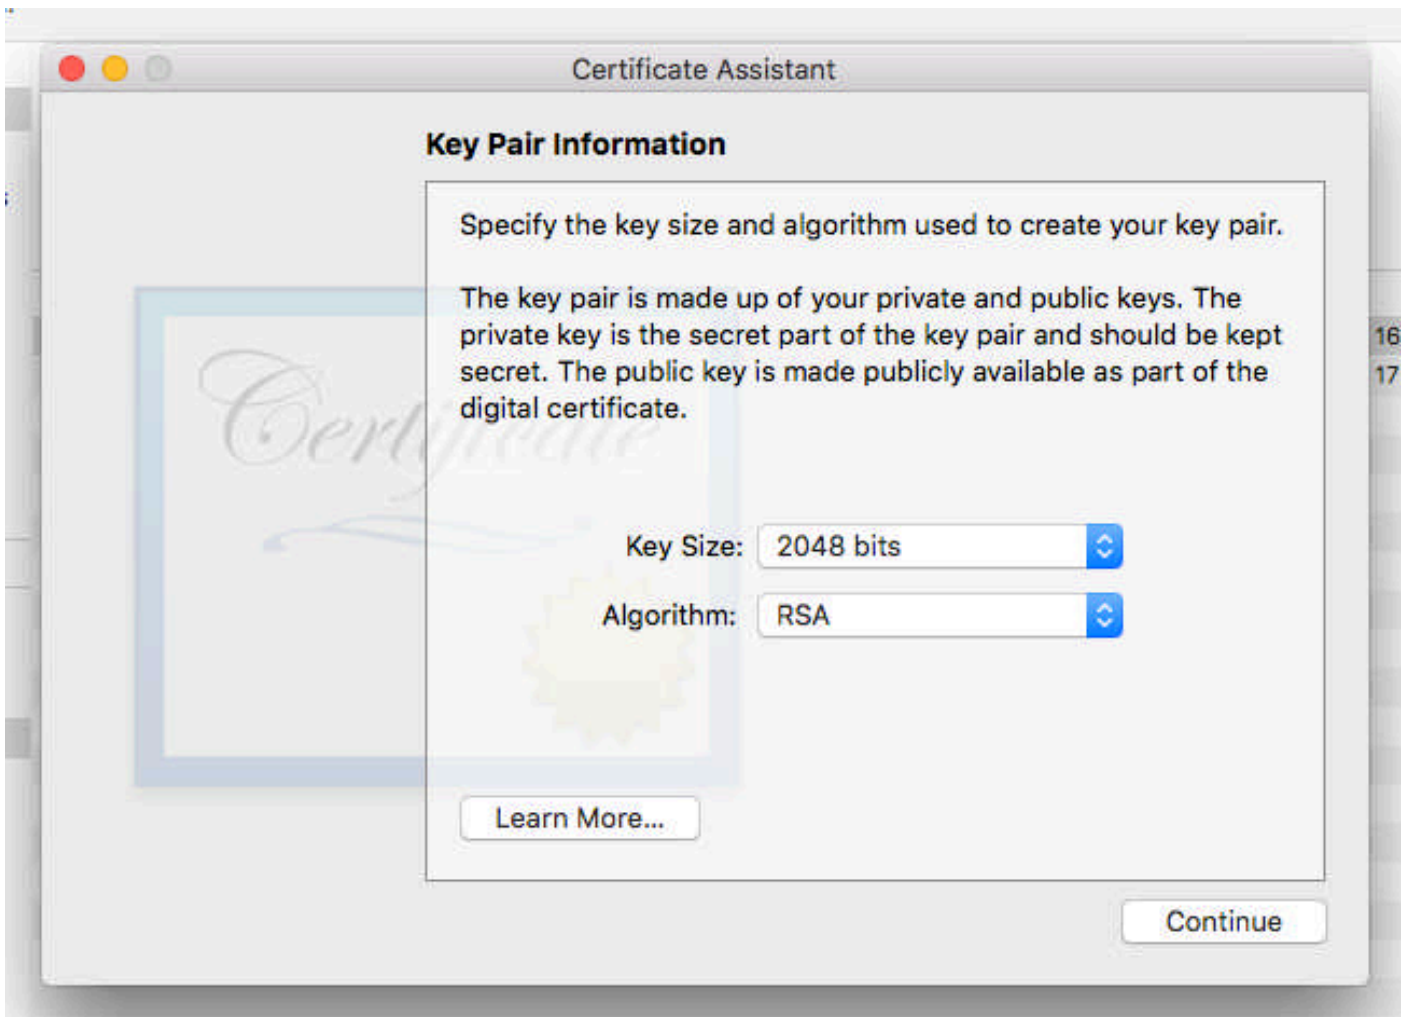 Certificate Assistant
Key Pair Information
Specify the key size and algorithm used to create your key pair.
The key pair is made up of your private and public keys. The
private key is the secret part of the key pair and should be kept
secret. The public key is made publicly available as part of the
digital certificate.
Certificate
Key Size: 2048 bits
Algorithm: RSA
Learn More...
Continue
16
17